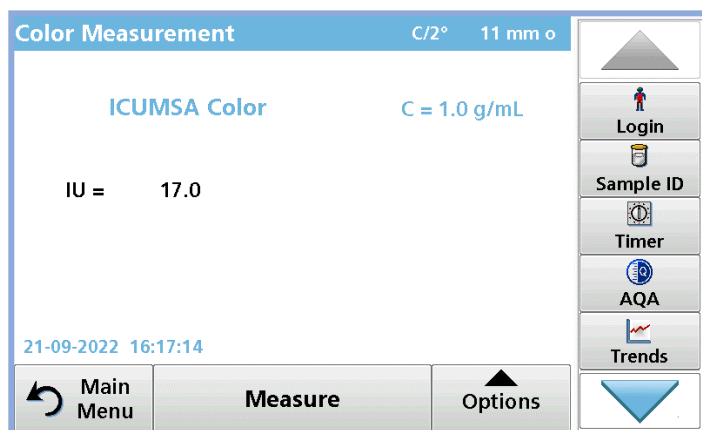 Color Measurement C/2° 11 mm o
ICUMSA Color C = 1.0 g/mL
IU = 17.0
21-09-2022 16:17:14
Main Menu
Measure
Options
Login
Sample ID
Timer
AQA
Trends